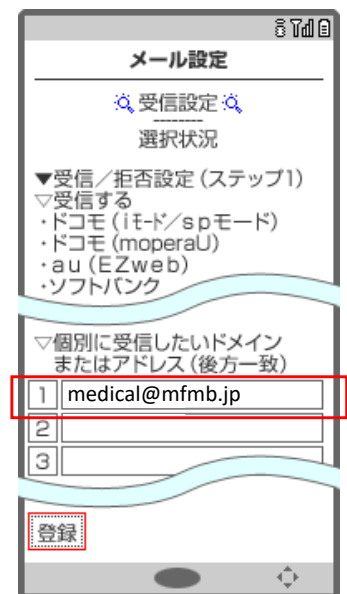 メール設定
受信設定
選択状況
▼受信／拒否設定（ステップ1）
▽受信する
・ドコモ（iモード／spモード）
・ドコモ（moperaU）
・au（EZweb）
・ソフトバンク
▽個別に受信したいドメイン
またはアドレス（後方一致）
1 medical@mfmb.jp
2
3
登録